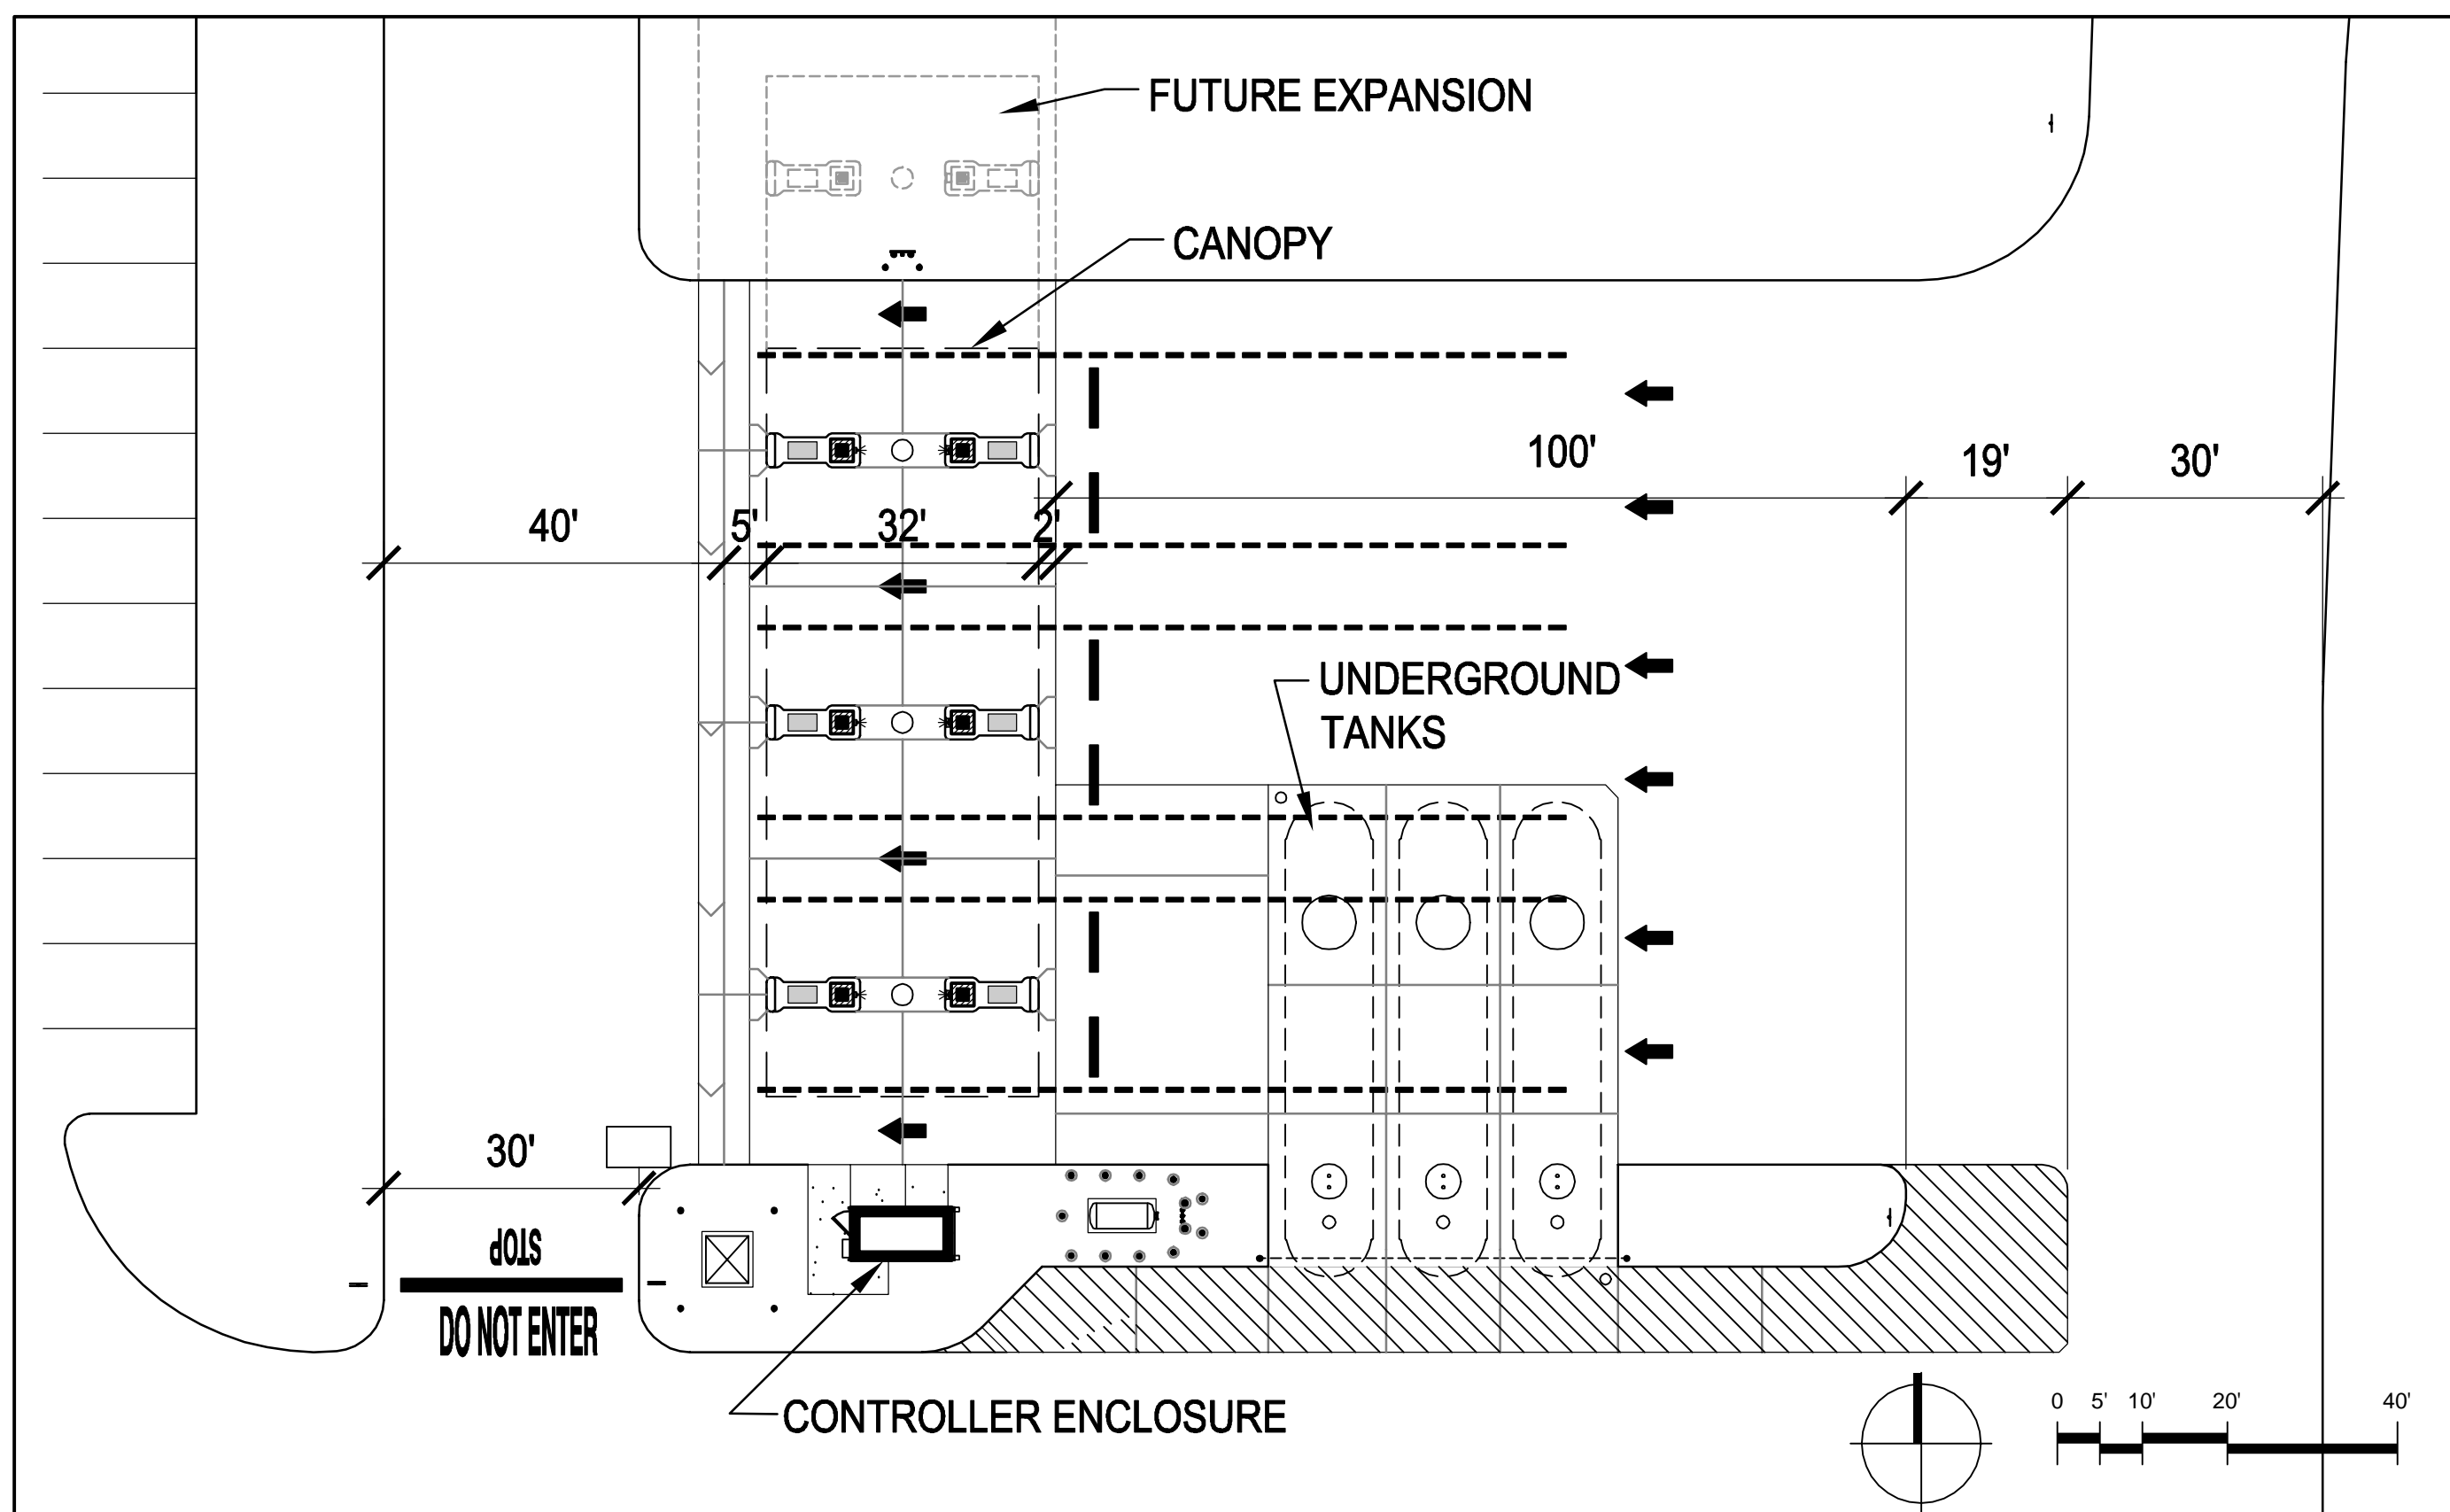 FUTURE EXPANSION
CANOPY
100'
19'
30'
40'
5'
32'
2'
UNDERGROUND
TANKS
30'
STOP
DO NOT ENTER
CONTROLLER ENCLOSURE
0 5' 10' 20' 40'